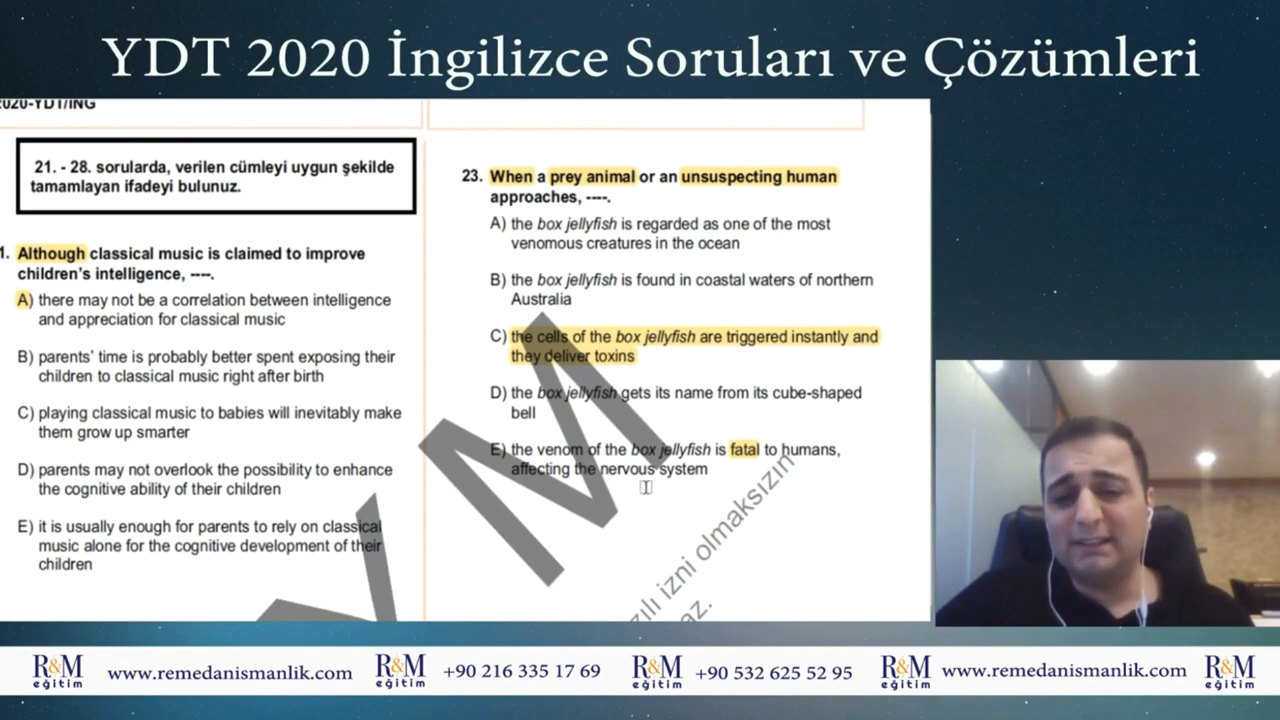 YDT 2020 İngilizce Soruları ve Çözümleri
2020-YDT/İNG
21. - 28. sorularda, verilen cümleyi uygun şekilde
tamamlayan ifadeyi bulunuz.
1. Although classical music is claimed to improve
children's intelligence, ----.
A) there may not be a correlation between intelligence
and appreciation for classical music
B) parents' time is probably better spent exposing their
children to classical music right after birth
C) playing classical music to babies will inevitably make
them grow up smarter
D) parents may not overlook the possibility to enhance
the cognitive ability of their children
E) it is usually enough for parents to rely on classical
music alone for the cognitive development of their
children
23. When a prey animal or an unsuspecting human
approaches, ----.
A) the box jellyfish is regarded as one of the most
venomous creatures in the ocean
B) the box jellyfish is found in coastal waters of northern
Australia
C) the cells of the box jellyfish are triggered instantly and
they deliver toxins
D) the box jellyfish gets its name from its cube-shaped
bell
E) the venom of the box jellyfish is fatal to humans,
affecting the nervous system
YM
zılı izni olmaksızın
az.
R&M
eğitim
www.remedanismanlik.com
R&M
eğitim
+90 216 335 17 69
R&M
eğitim
+90 532 625 52 95
R&M
eğitim
www.remedanismanlik.com
R&M
eğitim